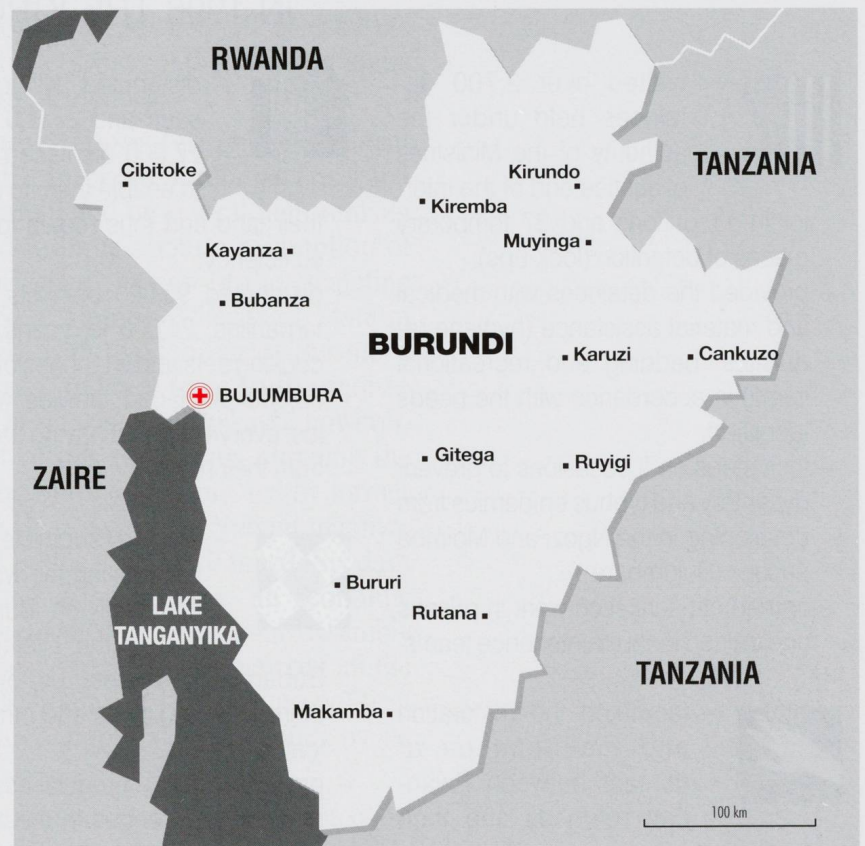 RWANDA
TANZANIA
Cibitoke
Kirundo
Kiremba
Muyinga
Kayanza
Bubanza
BURUNDI
Karuzi
Cankuzo
BUJUMBURA
Gitega
Ruyigi
ZAIRE
Bururi
LAKE
TANGANYIKA
Rutana
TANZANIA
Makamba
100 km